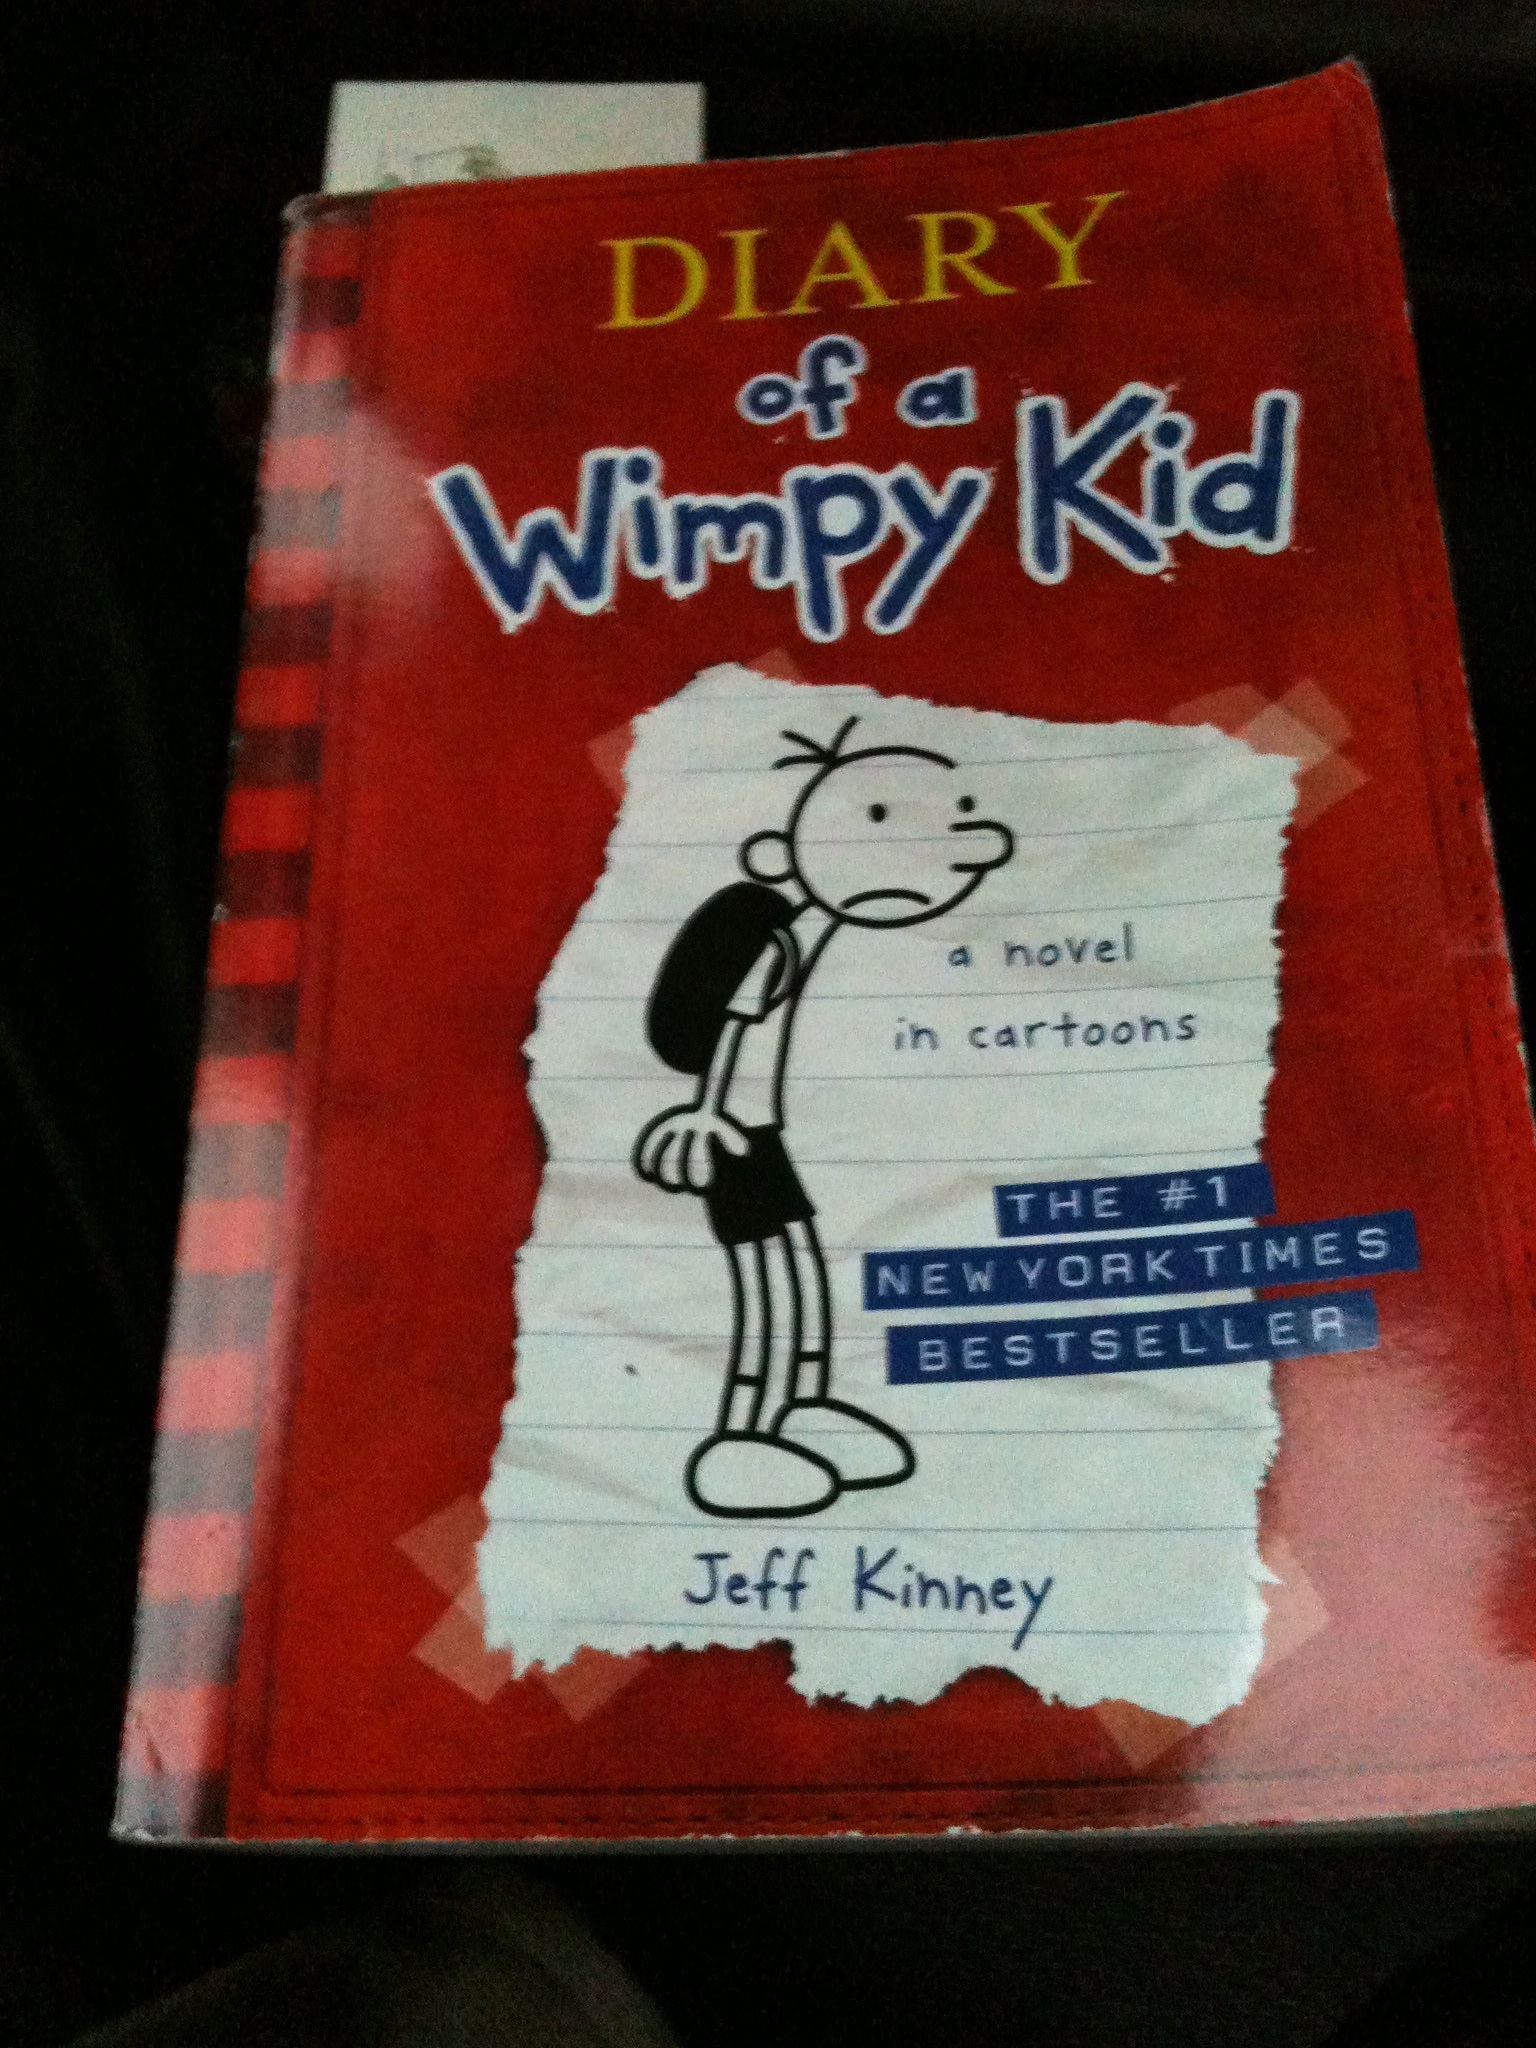 DIARY
of a
Wimpy Kid
a novel
in cartoons
THE #1
NEW YORK TIMES
BESTSELLER
Jeff Kinney